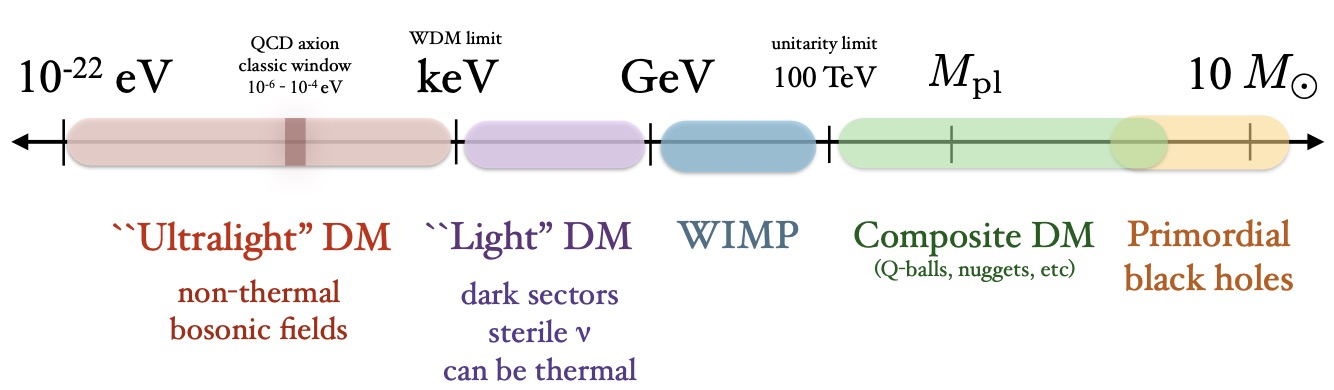 10⁻²² eV
QCD axion
classic window
10⁻⁶ - 10⁻⁴ eV
WDM limit
keV
GeV
unitarity limit
100 TeV
Mpl
10 M☉
``Ultralight” DM
non-thermal
bosonic fields
``Light” DM
dark sectors
sterile ν
can be thermal
WIMP
Composite DM
(Q-balls, nuggets, etc)
Primordial
black holes